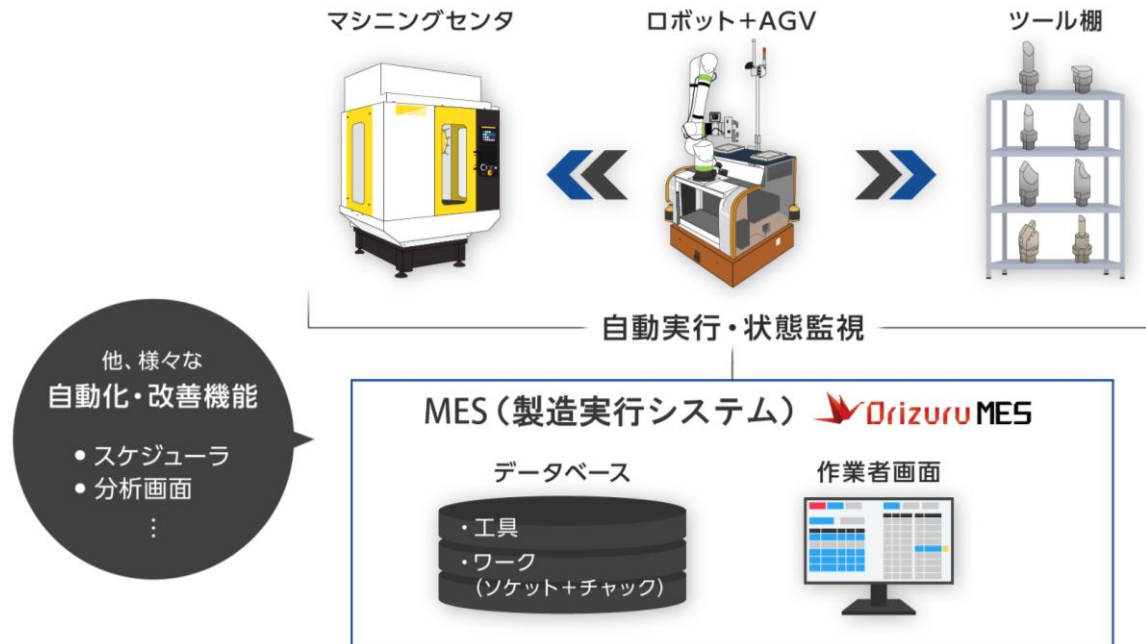 マシニングセンタ
ロボット+AGV
ツール棚
自動実行・状態監視
他、様々な
自動化・改善機能
• スケジューラ
• 分析画面
⋮
MES（製造実行システム） Orizuru MES
データベース
・工具
・ワーク
(ソケット+チャック)
作業者画面